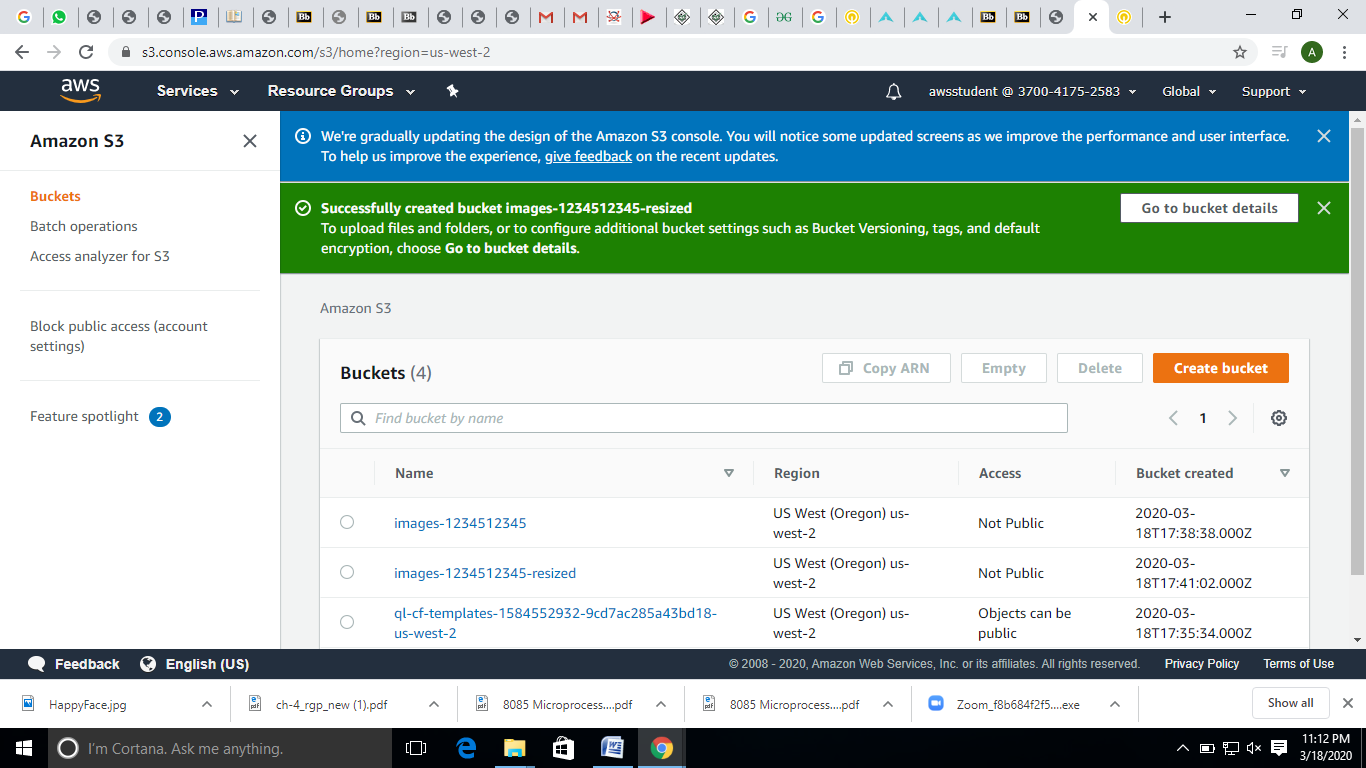 s3.console.aws.amazon.com/s3/home?region=us-west-2
A
aws
Services
Resource Groups
awsstudent @ 3700-4175-2583
Global
Support
Amazon S3
Buckets
Batch operations
Access analyzer for S3
Block public access (account
settings)
Feature spotlight 2
We're gradually updating the design of the Amazon S3 console. You will notice some updated screens as we improve the performance and user interface.
To help us improve the experience, give feedback on the recent updates.
Successfully created bucket images-1234512345-resized
To upload files and folders, or to configure additional bucket settings such as Bucket Versioning, tags, and default
encryption, choose Go to bucket details.
Go to bucket details
Amazon S3
Buckets (4)
Copy ARN
Empty
Delete
Create bucket
Find bucket by name
1
Name
Region
Access
Bucket created
images-1234512345
US West (Oregon) us-
west-2
Not Public
2020-03-
18T17:38:38.000Z
images-1234512345-resized
US West (Oregon) us-
west-2
Not Public
2020-03-
18T17:41:02.000Z
ql-cf-templates-1584552932-9cd7ac285a43bd18-
us-west-2
US West (Oregon) us-
west-2
Objects can be
public
2020-03-
18T17:35:34.000Z
Feedback
English (US)
© 2008 - 2020, Amazon Web Services, Inc. or its affiliates. All rights reserved.
Privacy Policy
Terms of Use
HappyFace.jpg
ch-4_rgp_new (1).pdf
8085 Microprocess....pdf
8085 Microprocess....pdf
Zoom_f8b684f2f5....exe
Show all
I'm Cortana. Ask me anything.
11:12 PM
3/18/2020